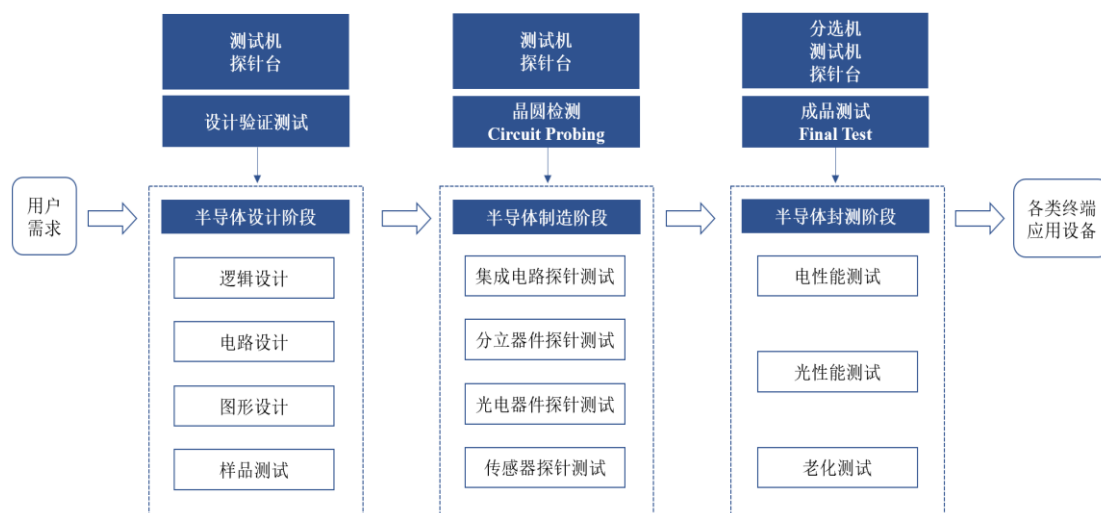 测试机
探针台
设计验证测试
测试机
探针台
晶圆检测
Circuit Probing
分选机
测试机
探针台
成品测试
Final Test
用户
需求
半导体设计阶段
逻辑设计
电路设计
图形设计
样品测试
半导体制造阶段
集成电路探针测试
分立器件探针测试
光电器件探针测试
传感器探针测试
半导体封测阶段
电性能测试
光性能测试
老化测试
各类终端
应用设备